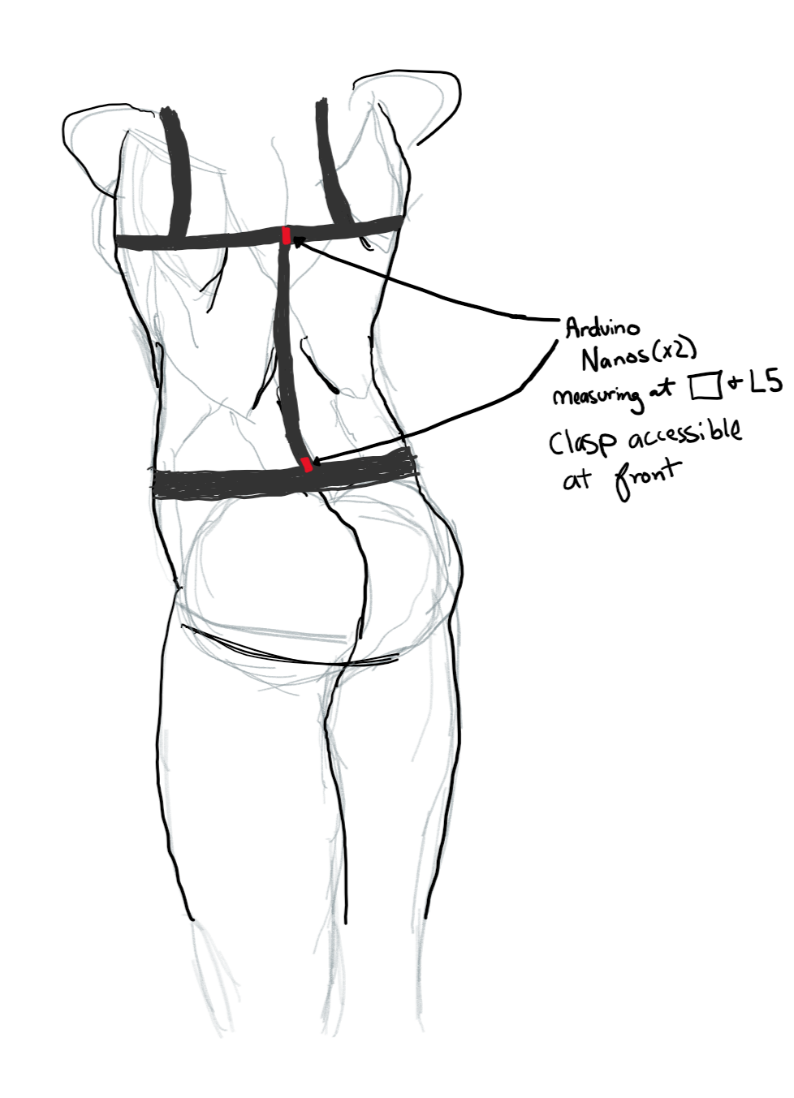 Arduino
Nanos(x2)
measuring at □ + L5
Clasp accessible
at front